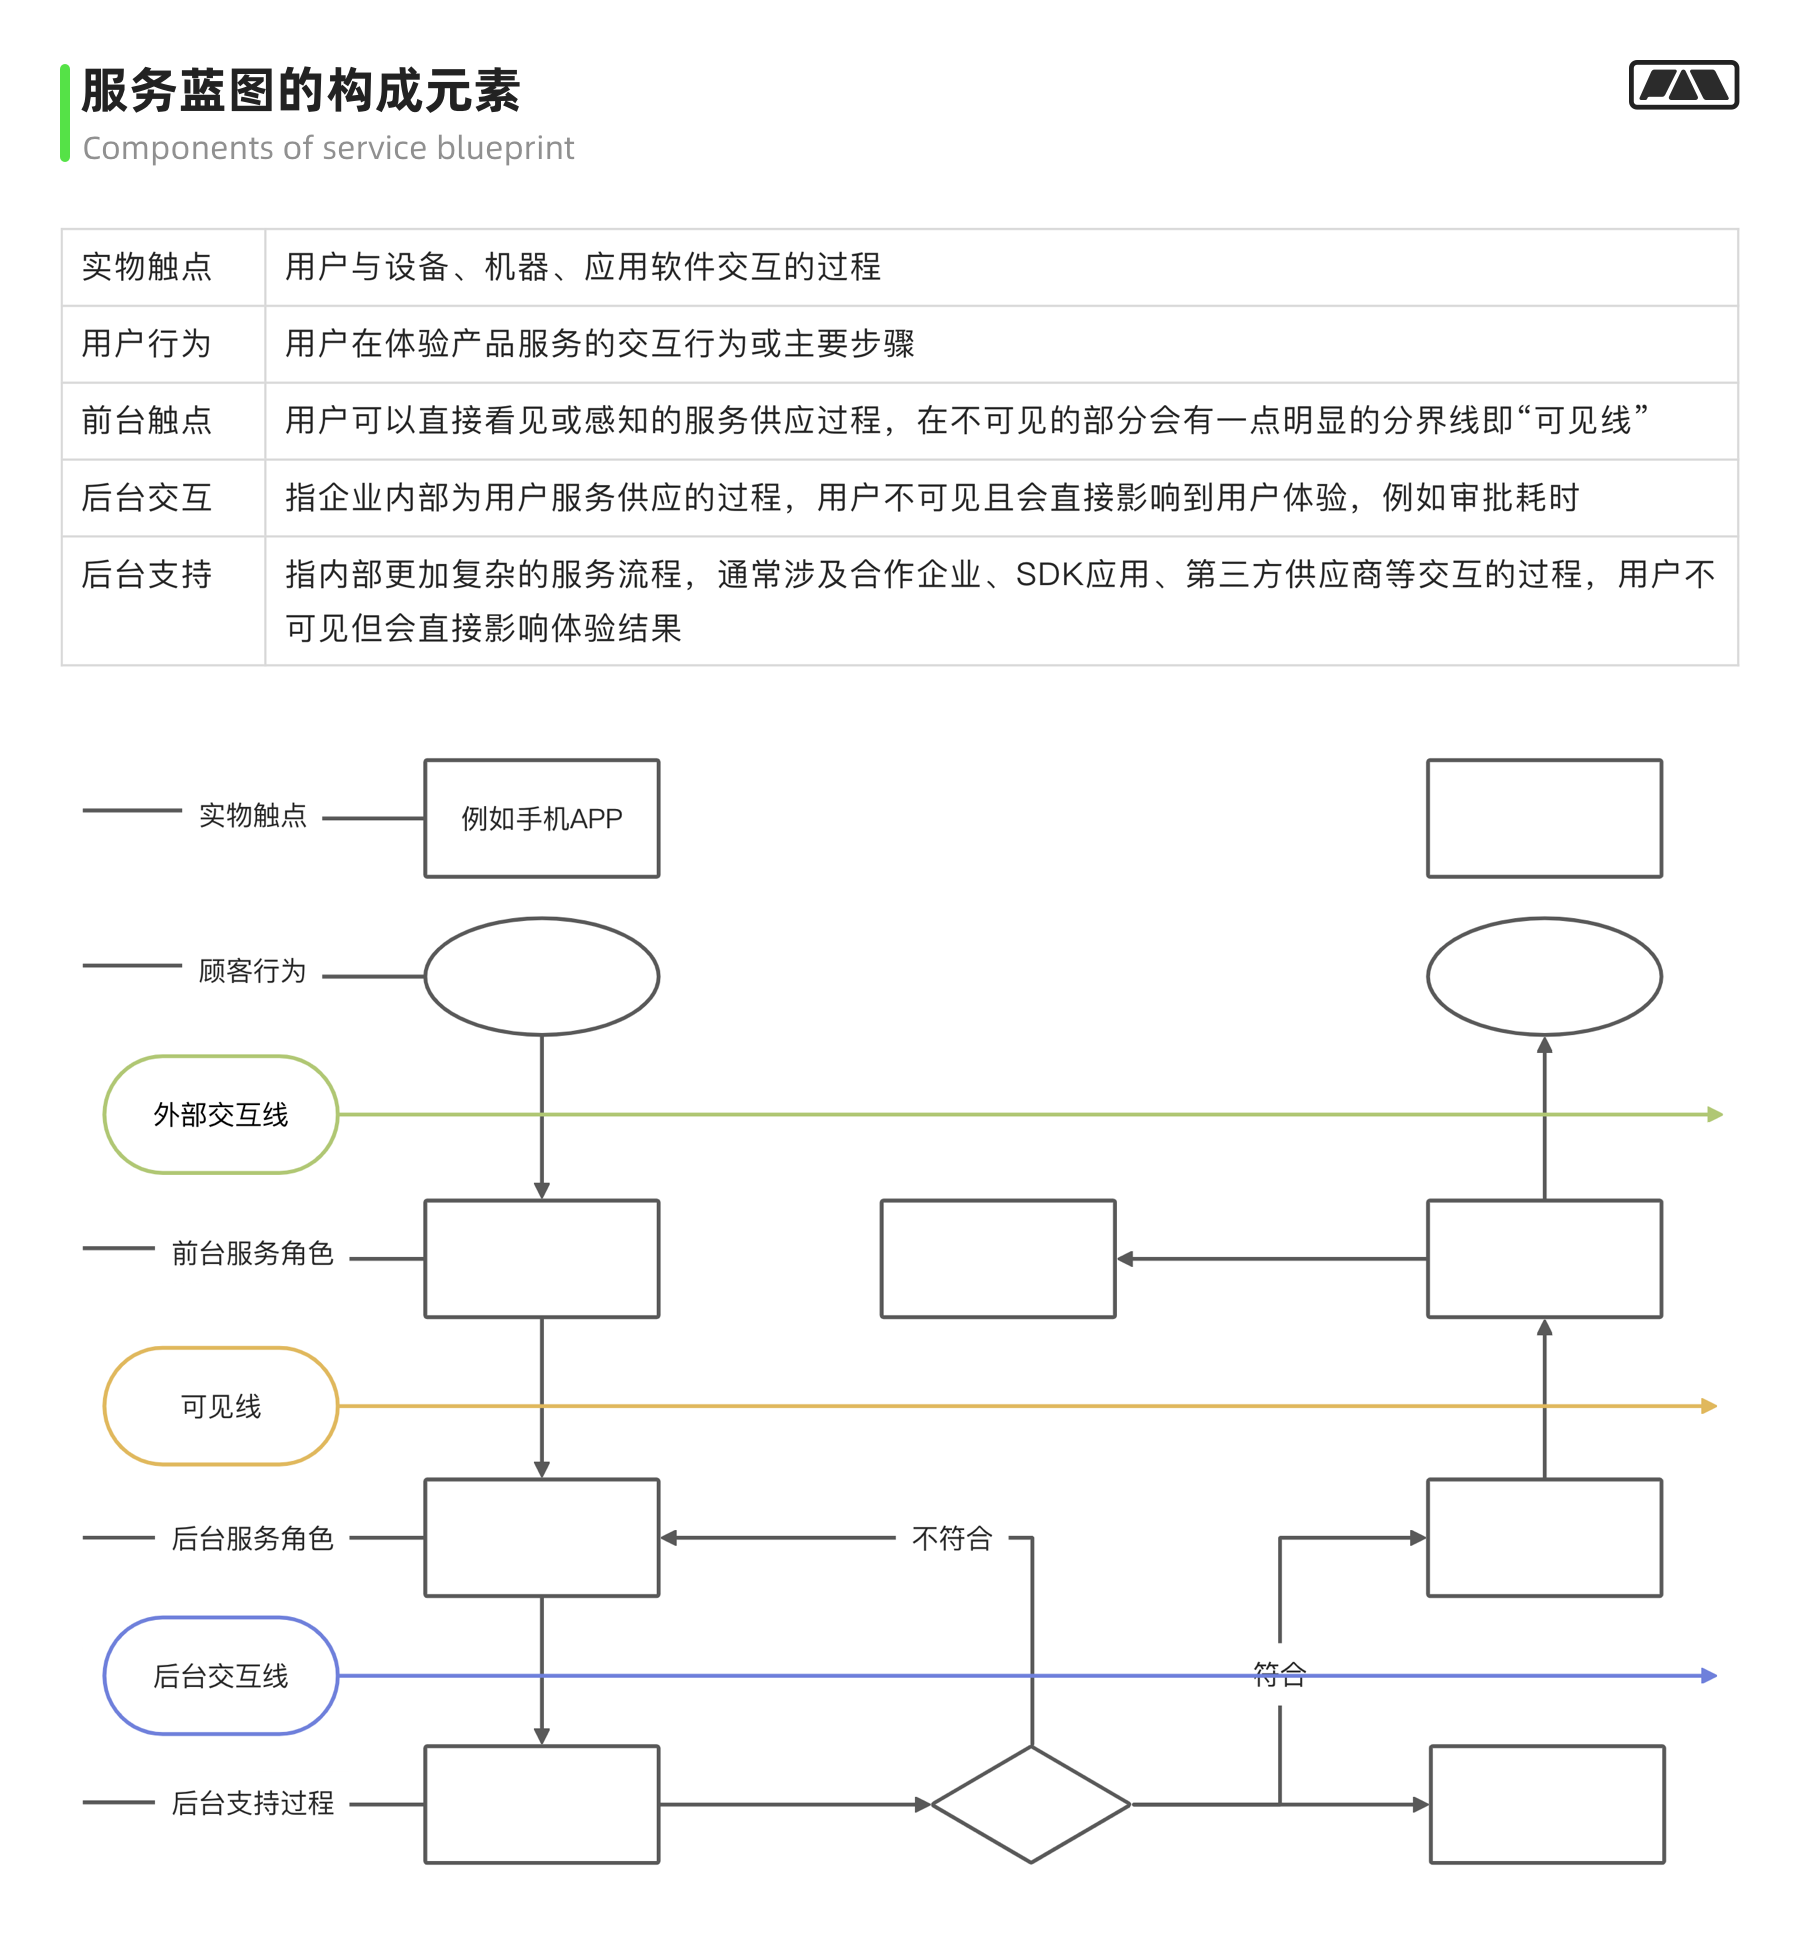 服务蓝图的构成元素
Components of service blueprint
实物触点
用户与设备、机器、应用软件交互的过程
用户行为
用户在体验产品服务的交互行为或主要步骤
前台触点
用户可以直接看见或感知的服务供应过程，在不可见的部分会有一点明显的分界线即“可见线”
后台交互
指企业内部为用户服务供应的过程，用户不可见且会直接影响到用户体验，例如审批耗时
后台支持
指内部更加复杂的服务流程，通常涉及合作企业、SDK应用、第三方供应商等交互的过程，用户不
可见但会直接影响体验结果
实物触点
例如手机APP
顾客行为
外部交互线
前台服务角色
可见线
后台服务角色
不符合
后台交互线
符合
后台支持过程